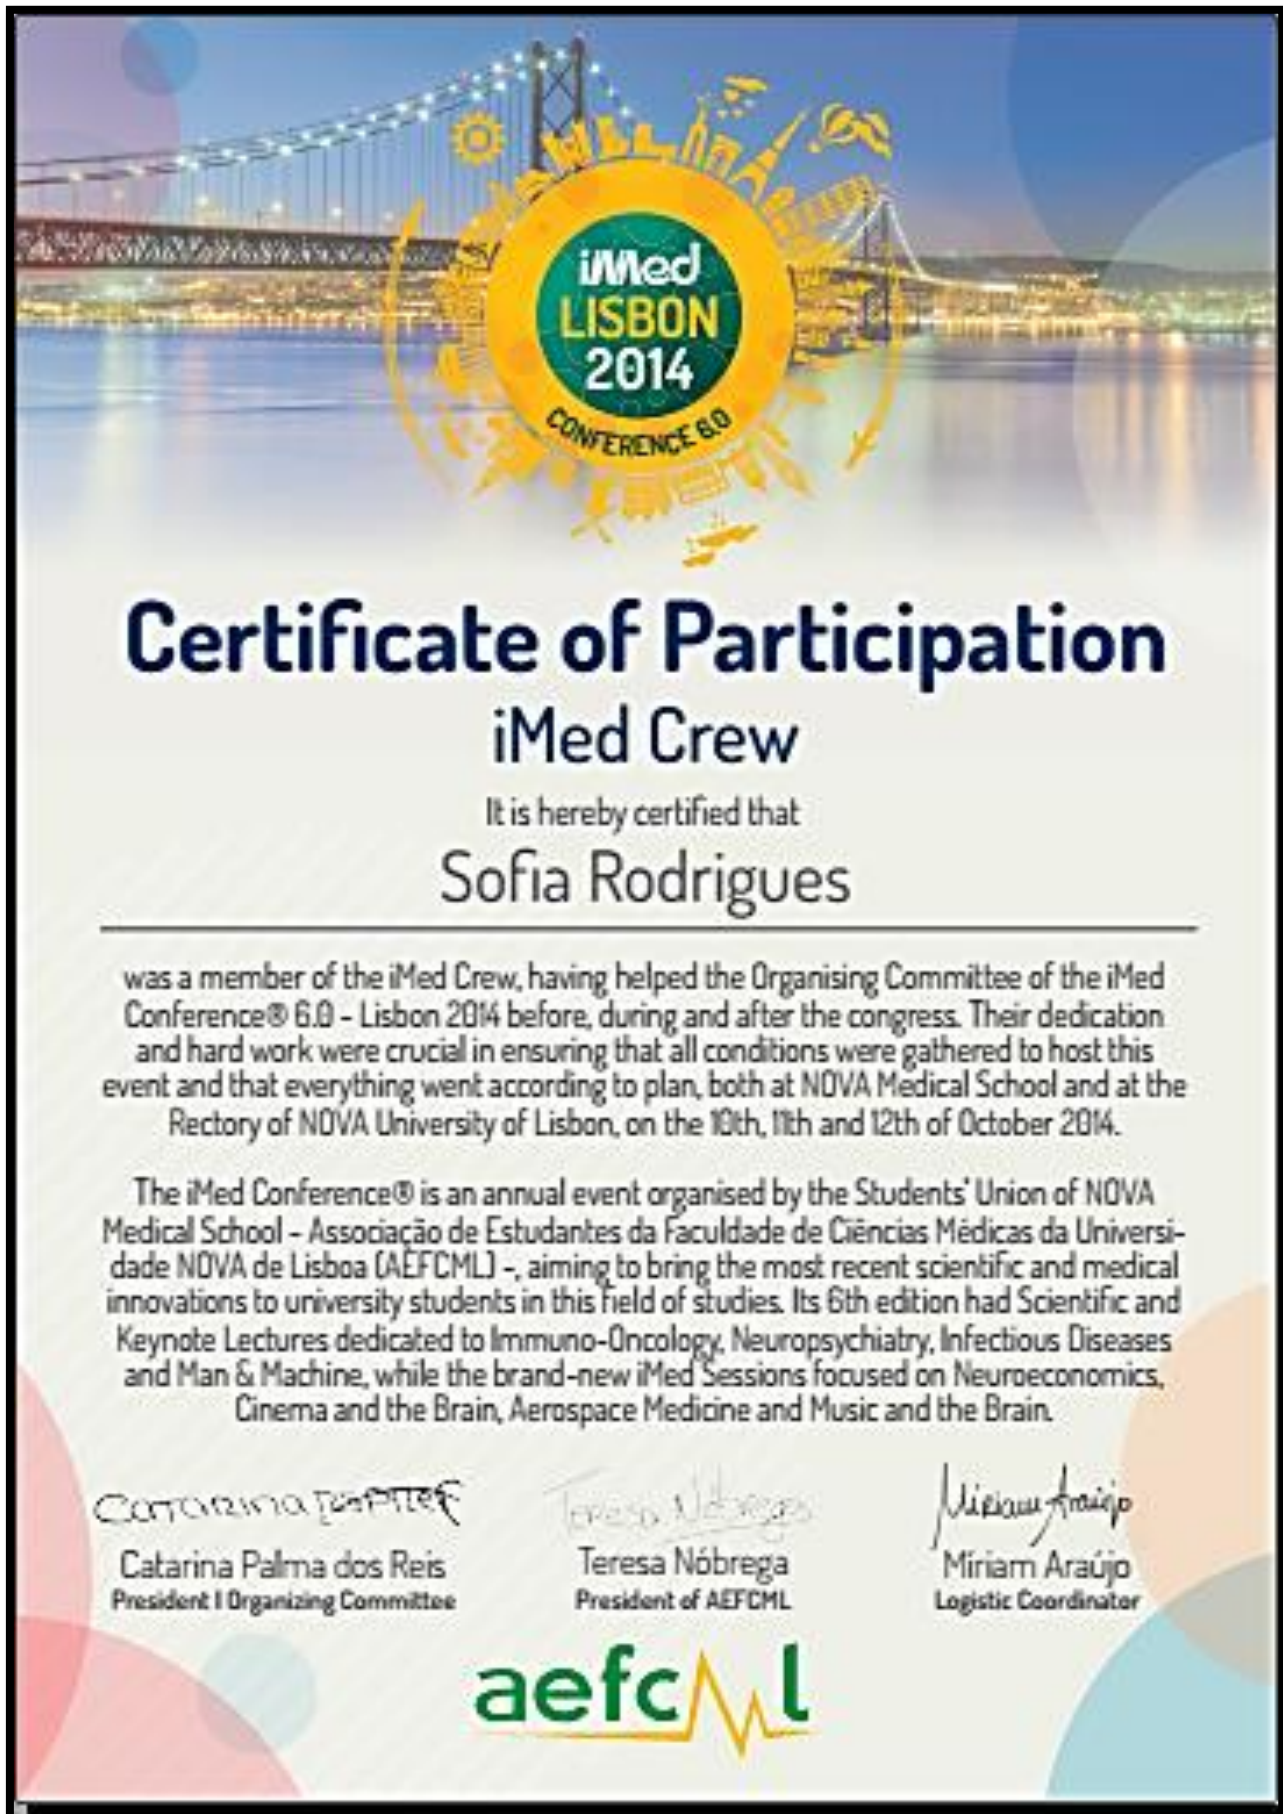 iMed
LISBON
2014
CONFERENCE 6.0
Certificate of Participation
iMed Crew
It is hereby certified that
Sofia Rodrigues
was a member of the iMed Crew, having helped the Organising Committee of the iMed
Conference® 6.0 - Lisbon 2014 before, during and after the congress. Their dedication
and hard work were crucial in ensuring that all conditions were gathered to host this
event and that everything went according to plan, both at NOVA Medical School and at the
Rectory of NOVA University of Lisbon, on the 10th, 11th and 12th of October 2014.
The iMed Conference® is an annual event organised by the Students' Union of NOVA
Medical School - Associação de Estudantes da Faculdade de Ciências Médicas da Universi-
dade NOVA de Lisboa (AEFCML) -, aiming to bring the most recent scientific and medical
innovations to university students in this field of studies. Its 6th edition had Scientific and
Keynote Lectures dedicated to Immuno-Oncology, Neuropsychiatry, Infectious Diseases
and Man & Machine, while the brand-new iMed Sessions focused on Neuroeconomics,
Cinema and the Brain, Aerospace Medicine and Music and the Brain.
Catarina Teresa Nóbrega Míriam Araújo
Catarina Palma dos Reis Teresa Nóbrega Míriam Araújo
President | Organizing Committee President of AEFCML Logistic Coordinator
aefcml